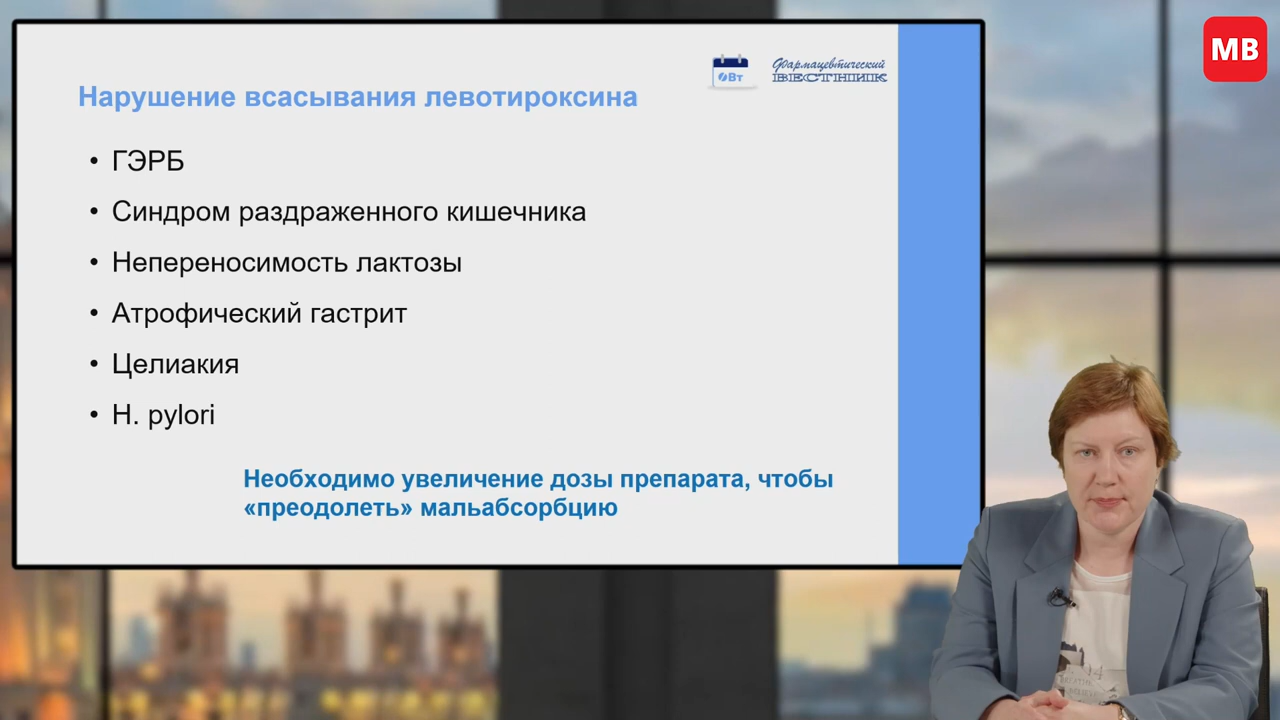 МВ
Вт
Фармацевтический
ВЕСТНИК
Нарушение всасывания левотироксина
• ГЭРБ
• Синдром раздраженного кишечника
• Непереносимость лактозы
• Атрофический гастрит
• Целиакия
• H. pylori
Необходимо увеличение дозы препарата, чтобы
«преодолеть» мальабсорбцию